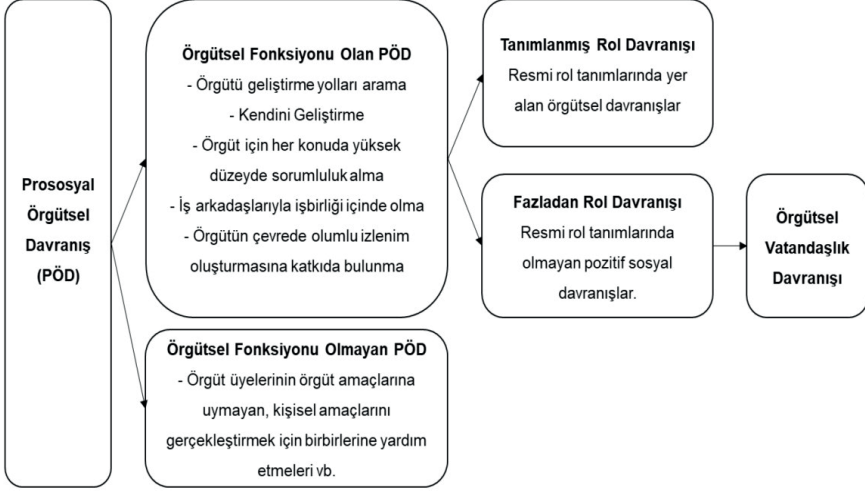 Prososyal
Örgütsel
Davranış
(PÖD)
Örgütsel Fonksiyonu Olan PÖD
- Örgütü geliştirme yolları arama
- Kendini Geliştirme
- Örgüt için her konuda yüksek
düzeyde sorumluluk alma
- İş arkadaşlarıyla işbirliği içinde olma
- Örgütün çevrede olumlu izlenim
oluşturmasına katkıda bulunma
Örgütsel Fonksiyonu Olmayan PÖD
- Örgüt üyelerinin örgüt amaçlarına
uymayan, kişisel amaçlarını
gerçekleştirmek için birbirlerine yardım
etmeleri vb.
Tanımlanmış Rol Davranışı
Resmi rol tanımlarında yer
alan örgütsel davranışlar
Fazladan Rol Davranışı
Resmi rol tanımlarında
olmayan pozitif sosyal
davranışlar.
Örgütsel
Vatandaşlık
Davranışı